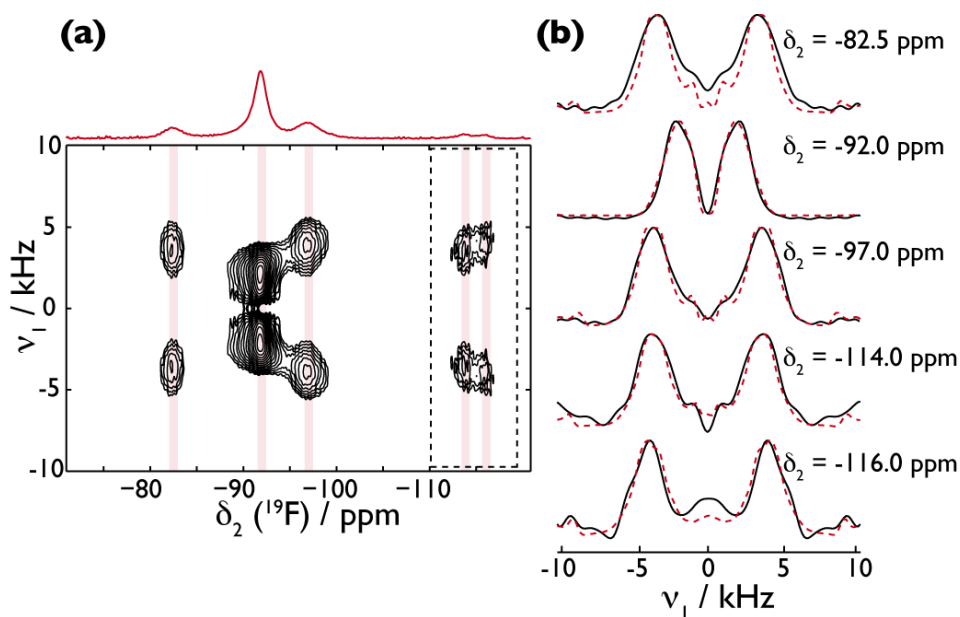 (a)
10
5
0
-5
-10
ν₁ / kHz
−80
−90
−100
−110
δ₂ (¹⁹F) / ppm
(b)
δ₂ = -82.5 ppm
δ₂ = -92.0 ppm
δ₂ = -97.0 ppm
δ₂ = -114.0 ppm
δ₂ = -116.0 ppm
-10 -5 0 5 10
ν₁ / kHz